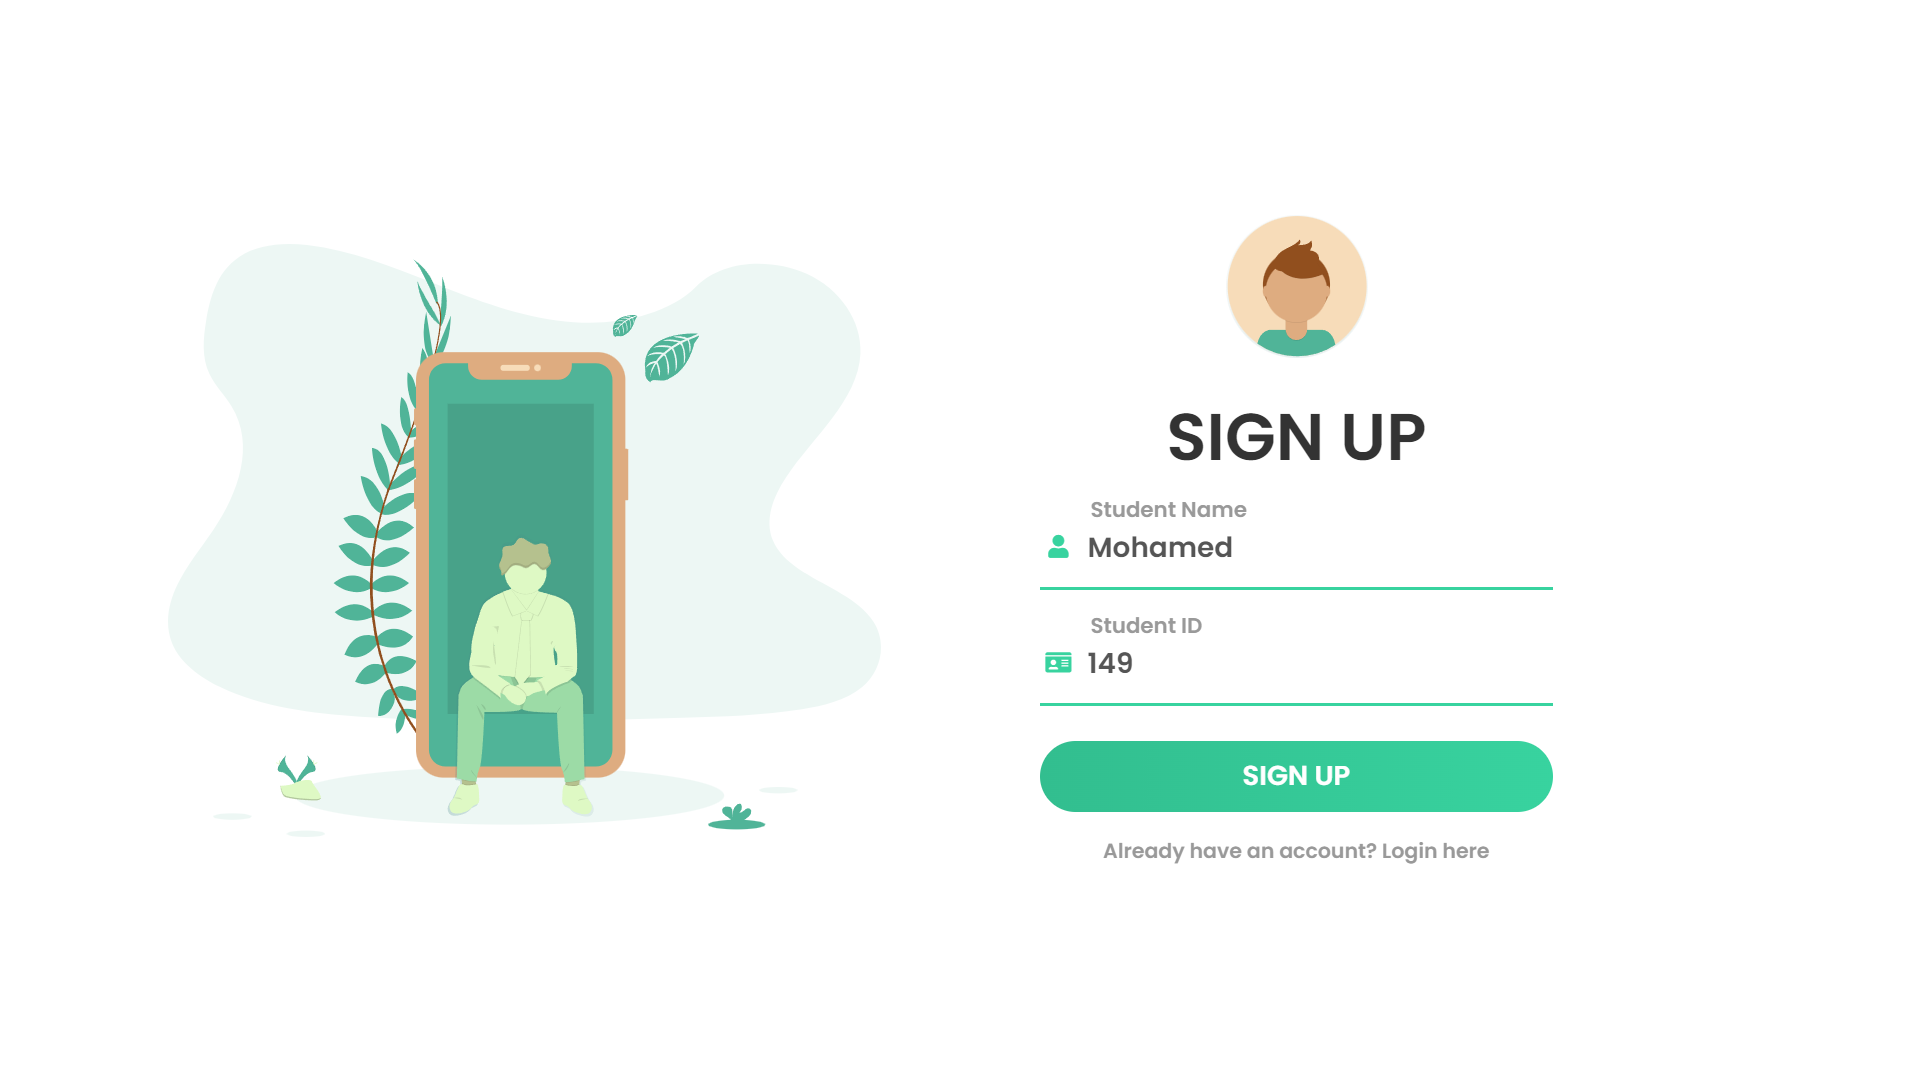 SIGN UP
Student Name
Mohamed
Student ID
149
SIGN UP
Already have an account? Login here